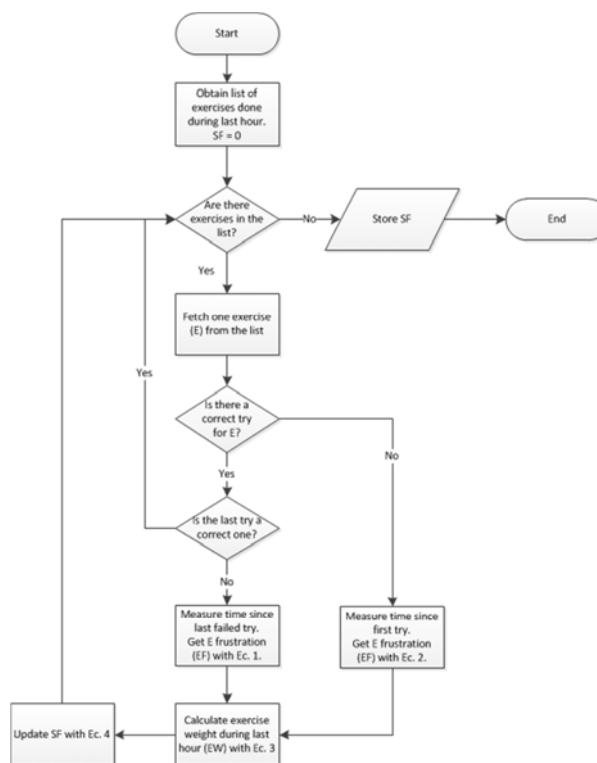 Start
Obtain list of
exercises done
during last hour.
SF = 0
Are there
exercises in the
list?
No
Store SF
End
Yes
Fetch one exercise
(E) from the list
Yes
Is there a
correct try
for E?
No
Yes
Is the last try a
correct one?
No
Measure time since
last failed try.
Get E frustration
(EF) with Ec. 1.
Measure time since
first try.
Get E frustration
(EF) with Ec. 2.
Update SF with Ec. 4
Calculate exercise
weight during last
hour (EW) with Ec. 3